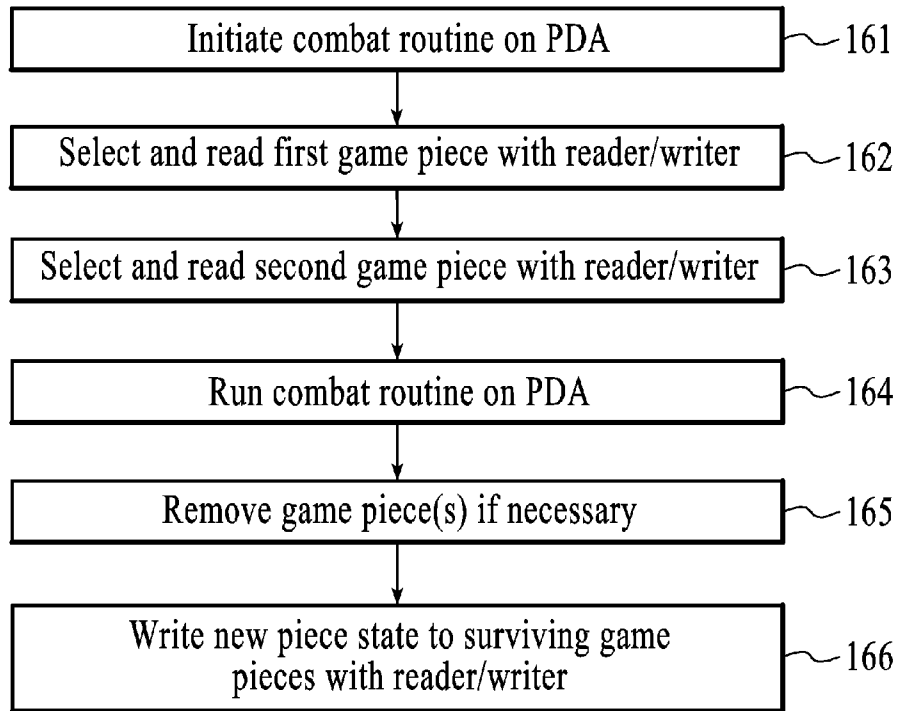 Initiate combat routine on PDA
161
Select and read first game piece with reader/writer
162
Select and read second game piece with reader/writer
163
Run combat routine on PDA
164
Remove game piece(s) if necessary
165
Write new piece state to surviving game
pieces with reader/writer
166